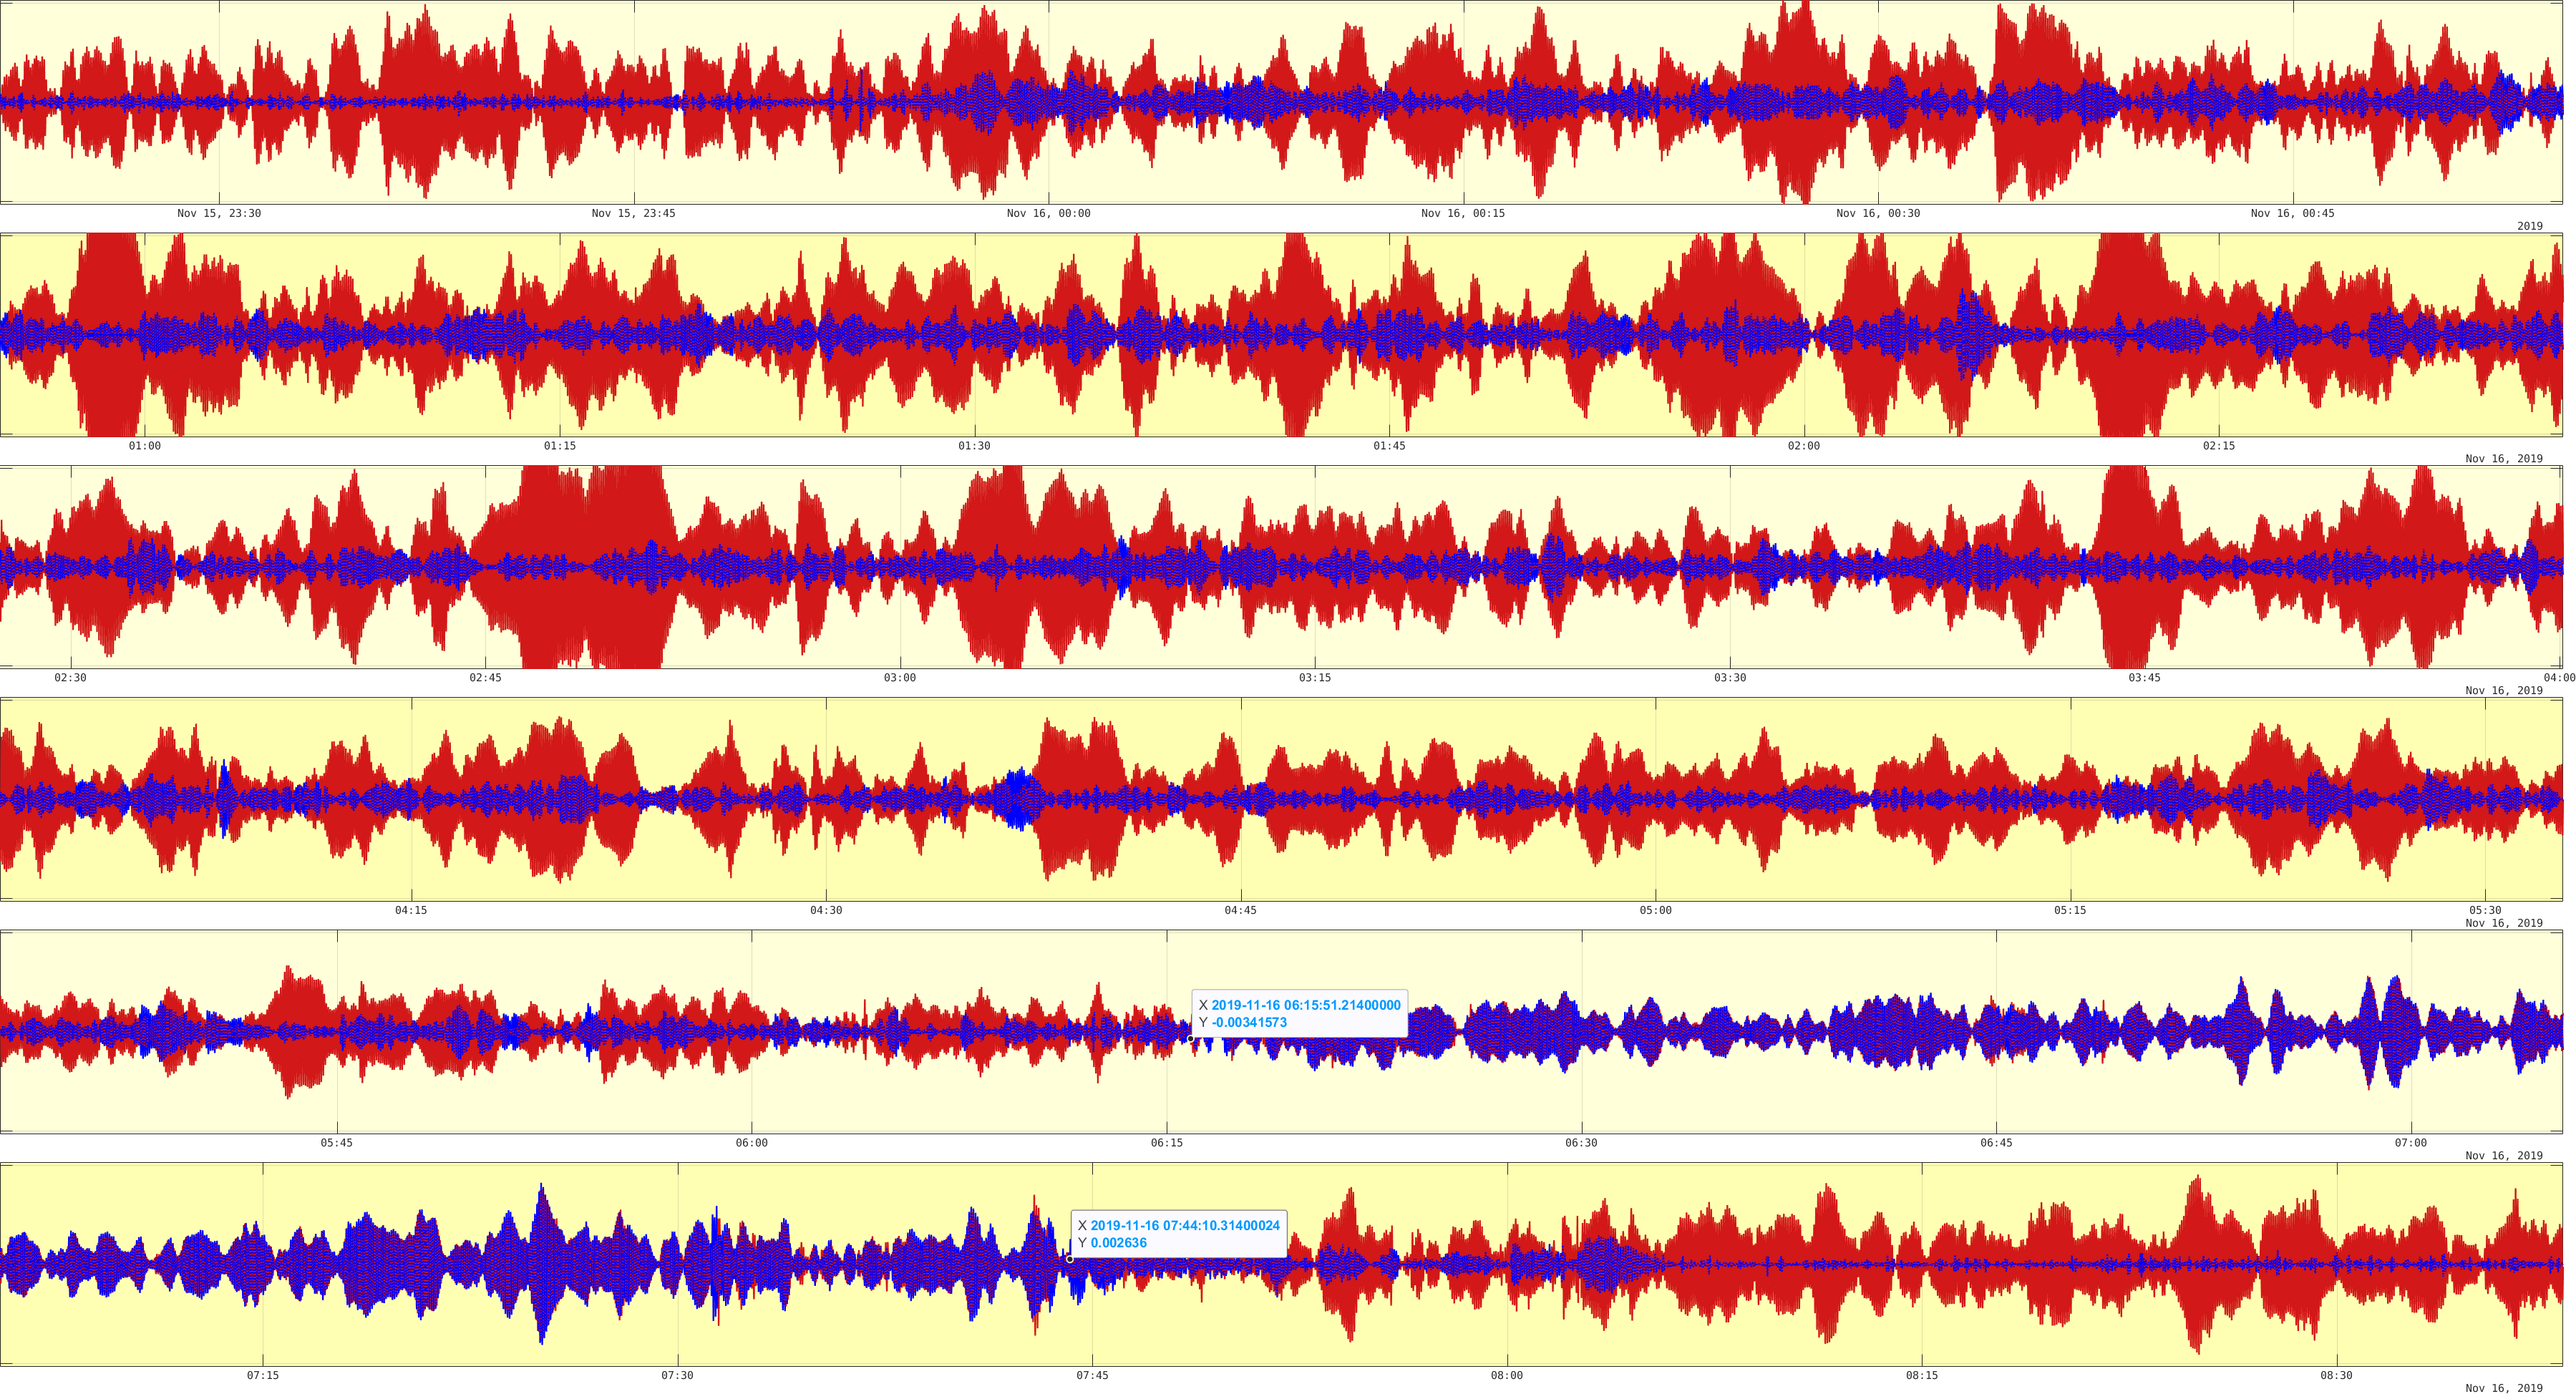 Nov 15, 23:30 Nov 15, 23:45 Nov 16, 00:00 Nov 16, 00:15 Nov 16, 00:30 Nov 16, 00:45
2019
01:00 01:15 01:30 01:45 02:00 02:15
Nov 16, 2019
02:30 02:45 03:00 03:15 03:30 03:45 04:00
Nov 16, 2019
04:15 04:30 04:45 05:00 05:15 05:30
Nov 16, 2019
X 2019-11-16 06:15:51.21400000
Y -0.00341573
05:45 06:00 06:15 06:30 06:45 07:00
Nov 16, 2019
X 2019-11-16 07:44:10.31400024
Y 0.002636
07:15 07:30 07:45 08:00 08:15 08:30
Nov 16, 2019